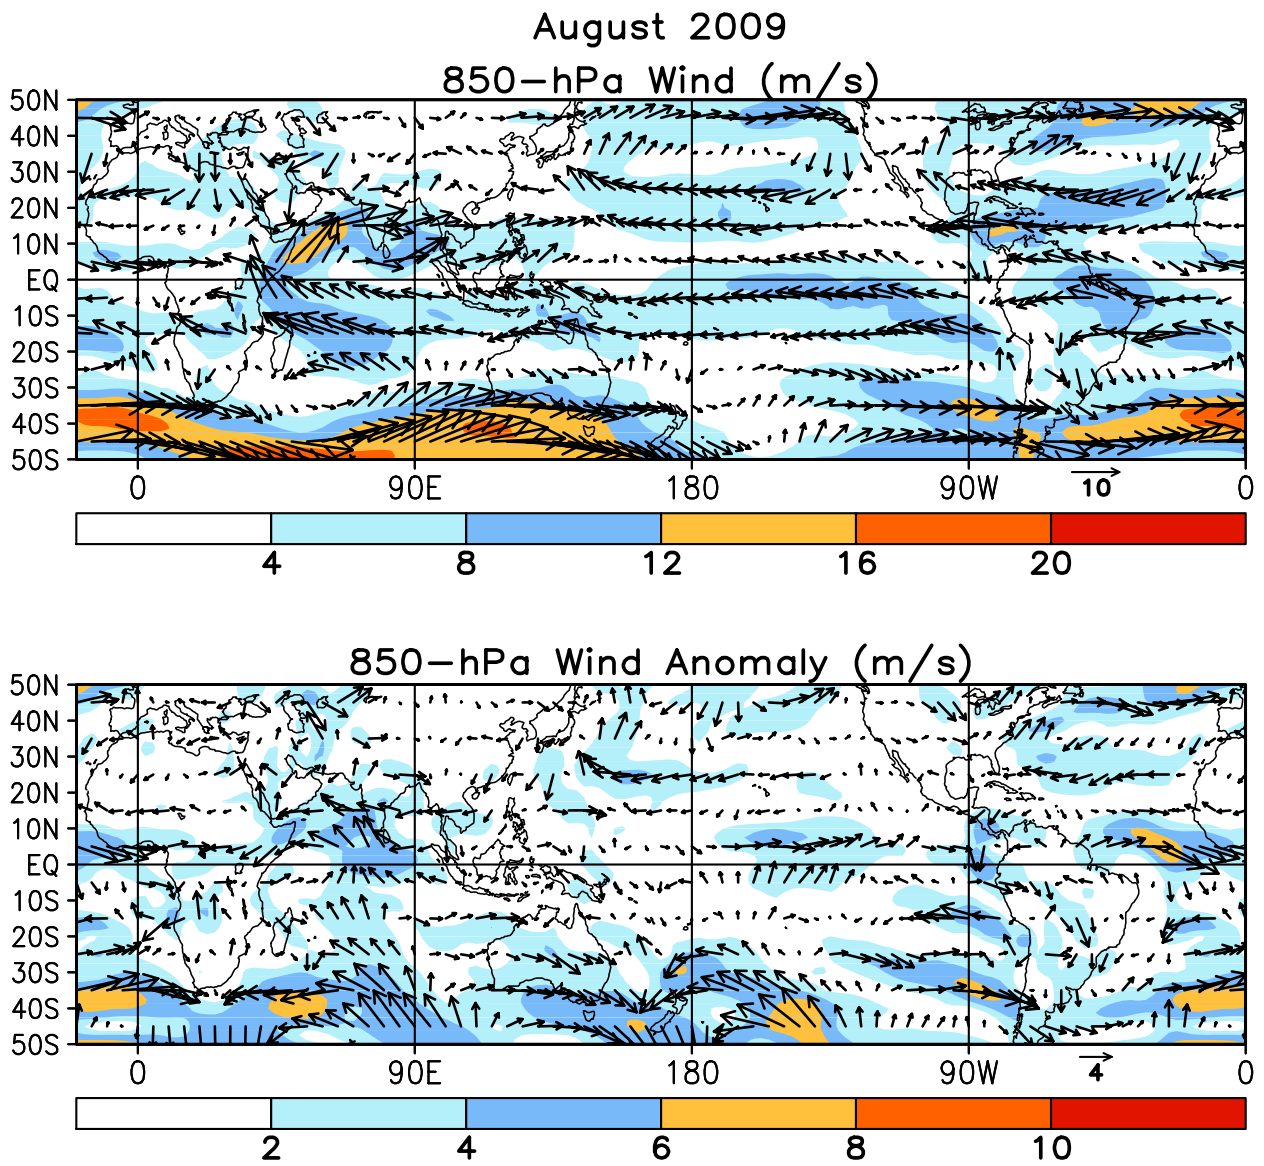 August 2009
850-hPa Wind (m/s)
50N
40N
30N
20N
10N
EQ
10S
20S
30S
40S
50S
0 90E 180 90W 0
10
4 8 12 16 20
850-hPa Wind Anomaly (m/s)
50N
40N
30N
20N
10N
EQ
10S
20S
30S
40S
50S
0 90E 180 90W 0
4
2 4 6 8 10